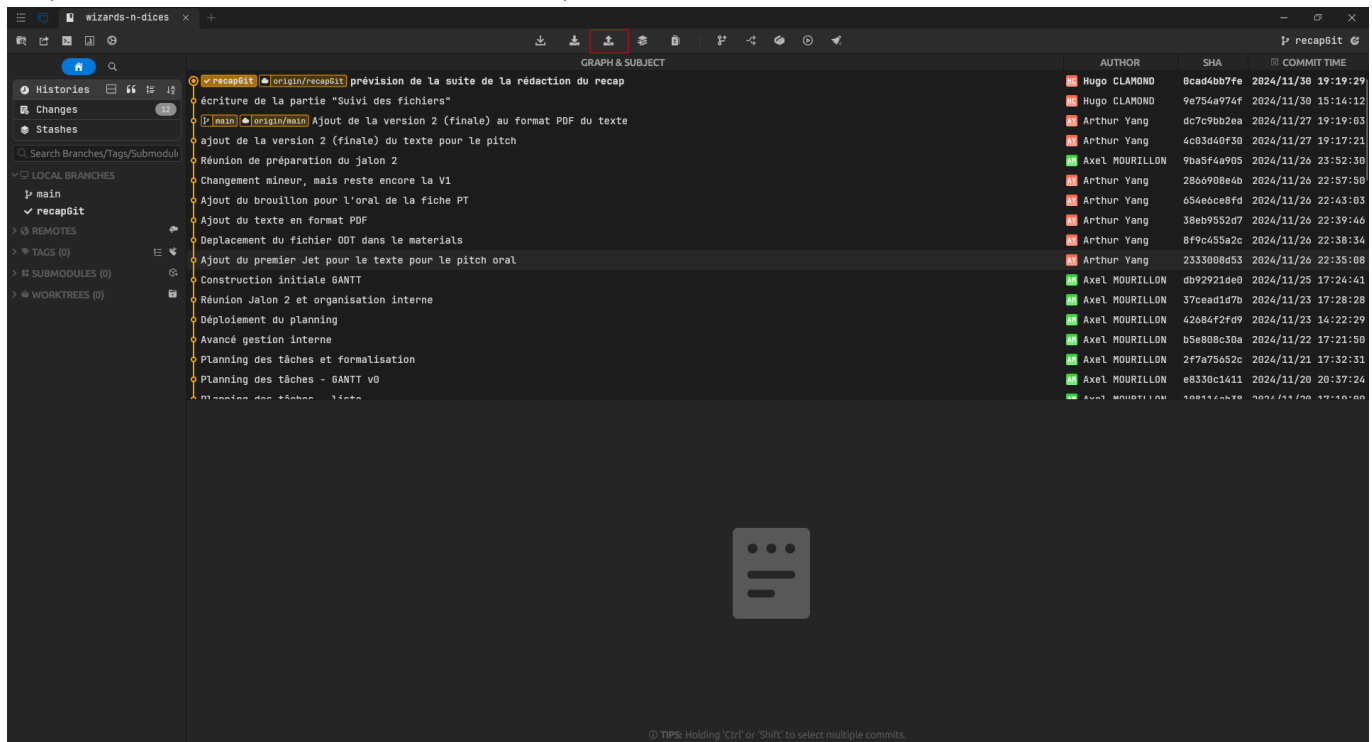 wizards-n-dices
recapGit
GRAPH & SUBJECT AUTHOR SHA COMMIT TIME
Histories
Changes 12
Stashes
Search Branches/Tags/Submodule
LOCAL BRANCHES
main
recapGit
REMOTES
TAGS (0)
SUBMODULES (0)
WORKTREES (0)
recapGit origin/recapGit prévision de la suite de la rédaction du recap HC Hugo CLAMOND 0cad4bb7fe 2024/11/30 19:19:29
écriture de la partie "Suivi des fichiers" HC Hugo CLAMOND 9e754a974f 2024/11/30 15:14:12
main origin/main Ajout de la version 2 (finale) au format PDF du texte AY Arthur Yang dc7c9bb2ea 2024/11/27 19:19:03
ajout de la version 2 (finale) du texte pour le pitch AY Arthur Yang 4c03d40f30 2024/11/27 19:17:21
Réunion de préparation du jalon 2 AM Axel MOURILLON 9ba5f4a905 2024/11/26 23:52:30
Changement mineur, mais reste encore la V1 AY Arthur Yang 2866908e4b 2024/11/26 22:57:50
Ajout du brouillon pour l'oral de la fiche PT AY Arthur Yang 654e6ce8fd 2024/11/26 22:43:03
Ajout du texte en format PDF AY Arthur Yang 38eb9552d7 2024/11/26 22:39:46
Deplacement du fichier ODT dans le materials AY Arthur Yang 8f9c455a2c 2024/11/26 22:38:34
Ajout du premier Jet pour le texte pour le pitch oral AY Arthur Yang 2333008d53 2024/11/26 22:35:08
Construction initiale GANTT AM Axel MOURILLON db92921de0 2024/11/25 17:24:41
Réunion Jalon 2 et organisation interne AM Axel MOURILLON 37cead1d7b 2024/11/23 17:28:28
Déploiement du planning AM Axel MOURILLON 42684f2fd9 2024/11/23 14:22:29
Avancé gestion interne AM Axel MOURILLON b5e808c30a 2024/11/22 17:21:50
Planning des tâches et formalisation AM Axel MOURILLON 2f7a75652c 2024/11/21 17:32:31
Planning des tâches - GANTT v0 AM Axel MOURILLON e8330c1411 2024/11/20 20:37:24
Planning des tâches - liste AM Axel MOURILLON
TIPS: Holding 'Ctrl' or 'Shift' to select multiple commits.